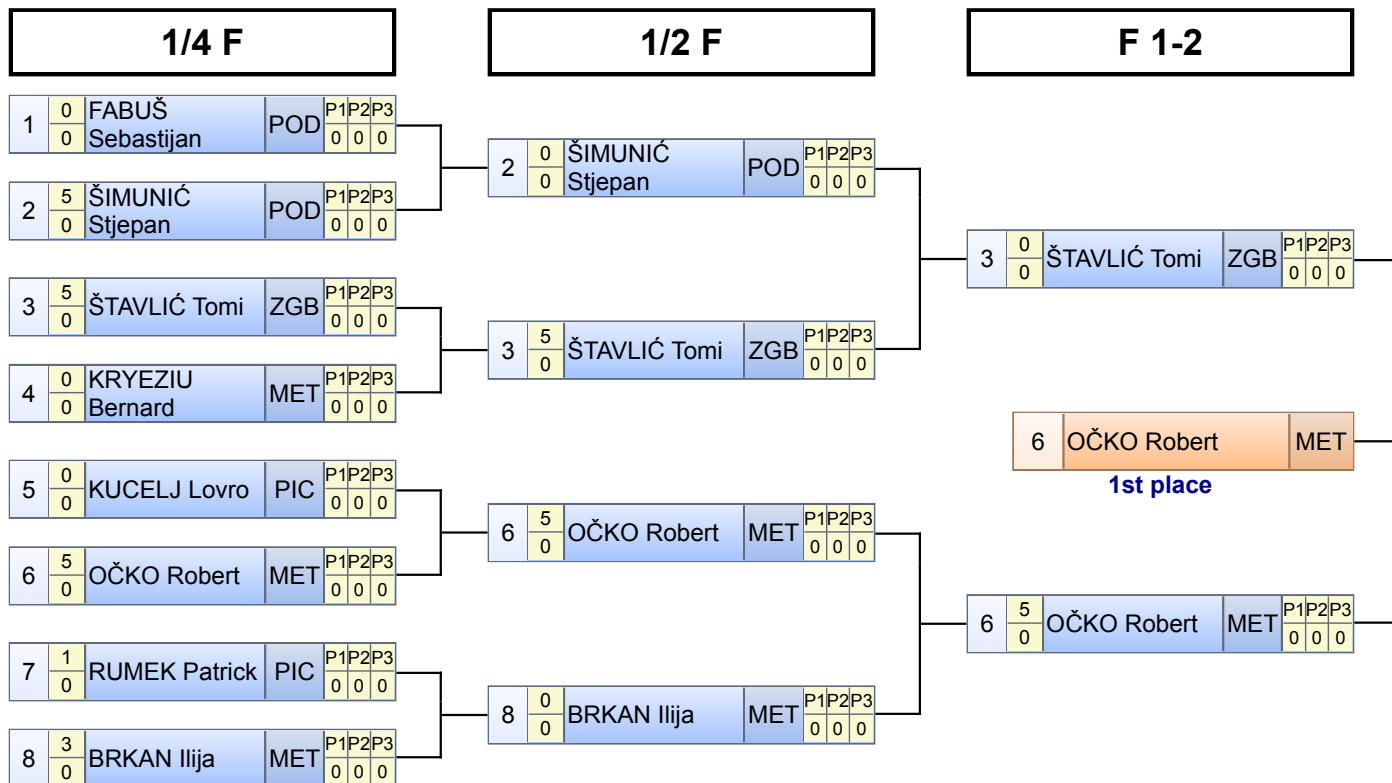 1/4 F
1/2 F
F 1-2
1 0 FABUŠ POD P1 P2 P3
0 Sebastijan 0 0 0
2 5 ŠIMUNIĆ POD P1 P2 P3
0 Stjepan 0 0 0
3 5 ŠTAVLIĆ Tomi ZGB P1 P2 P3
0 0 0 0
4 0 KRYEZIU MET P1 P2 P3
0 Bernard 0 0 0
5 0 KUCELJ Lovro PIC P1 P2 P3
0 0 0 0
6 5 OČKO Robert MET P1 P2 P3
0 0 0 0
7 1 RUMEK Patrick PIC P1 P2 P3
0 0 0 0
8 3 BRKAN Ilija MET P1 P2 P3
0 0 0 0
2 0 ŠIMUNIĆ POD P1 P2 P3
0 Stjepan 0 0 0
3 5 ŠTAVLIĆ Tomi ZGB P1 P2 P3
0 0 0 0
6 5 OČKO Robert MET P1 P2 P3
0 0 0 0
8 0 BRKAN Ilija MET P1 P2 P3
0 0 0 0
3 0 ŠTAVLIĆ Tomi ZGB P1 P2 P3
0 0 0 0
6 OČKO Robert MET
1st place
6 5 OČKO Robert MET P1 P2 P3
0 0 0 0